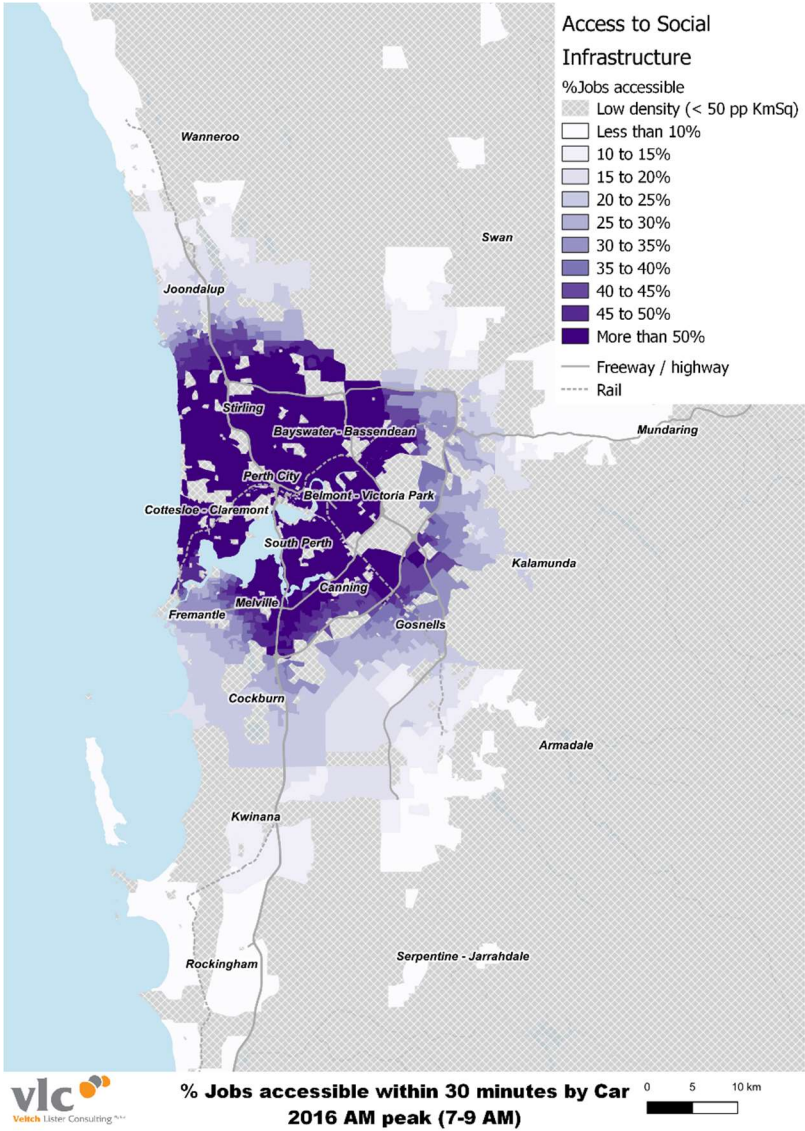 Access to Social
Infrastructure
%Jobs accessible
Low density (< 50 pp KmSq)
Less than 10%
10 to 15%
15 to 20%
20 to 25%
25 to 30%
30 to 35%
35 to 40%
40 to 45%
45 to 50%
More than 50%
Freeway / highway
Rail
Wanneroo
Swan
Joondalup
Stirling
Bayswater - Bassendean
Mundaring
Perth City
Belmont - Victoria Park
Cottesloe - Claremont
South Perth
Kalamunda
Canning
Melville
Fremantle
Gosnells
Cockburn
Armadale
Kwinana
Serpentine - Jarrahdale
Rockingham
vlc
Veitch Lister Consulting
% Jobs accessible within 30 minutes by Car
2016 AM peak (7-9 AM)
0 5 10 km